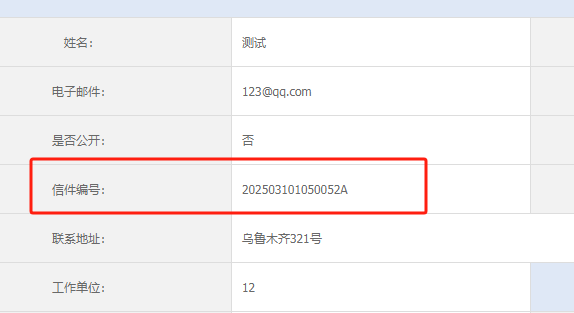 姓名： 测试
电子邮件： 123@qq.com
是否公开： 否
信件编号： 202503101050052A
联系地址： 乌鲁木齐321号
工作单位： 12